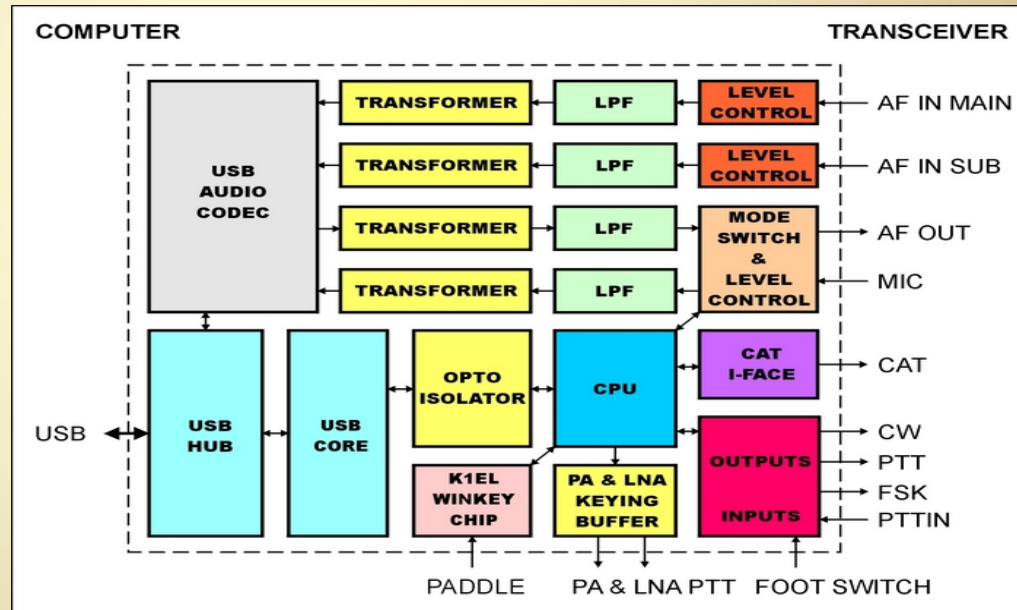 COMPUTER
TRANSCEIVER
TRANSFORMER
LPF
LEVEL
CONTROL
AF IN MAIN
USB
AUDIO
CODEC
TRANSFORMER
LPF
LEVEL
CONTROL
AF IN SUB
TRANSFORMER
LPF
MODE
SWITCH
&
LEVEL
CONTROL
AF OUT
TRANSFORMER
LPF
MIC
USB
USB
HUB
USB
CORE
OPTO
ISOLATOR
CPU
CAT
I-FACE
CAT
K1EL
WINKEY
CHIP
PA & LNA
KEYING
BUFFER
OUTPUTS
INPUTS
CW
PTT
FSK
PTTIN
PADDLE
PA & LNA PTT
FOOT SWITCH